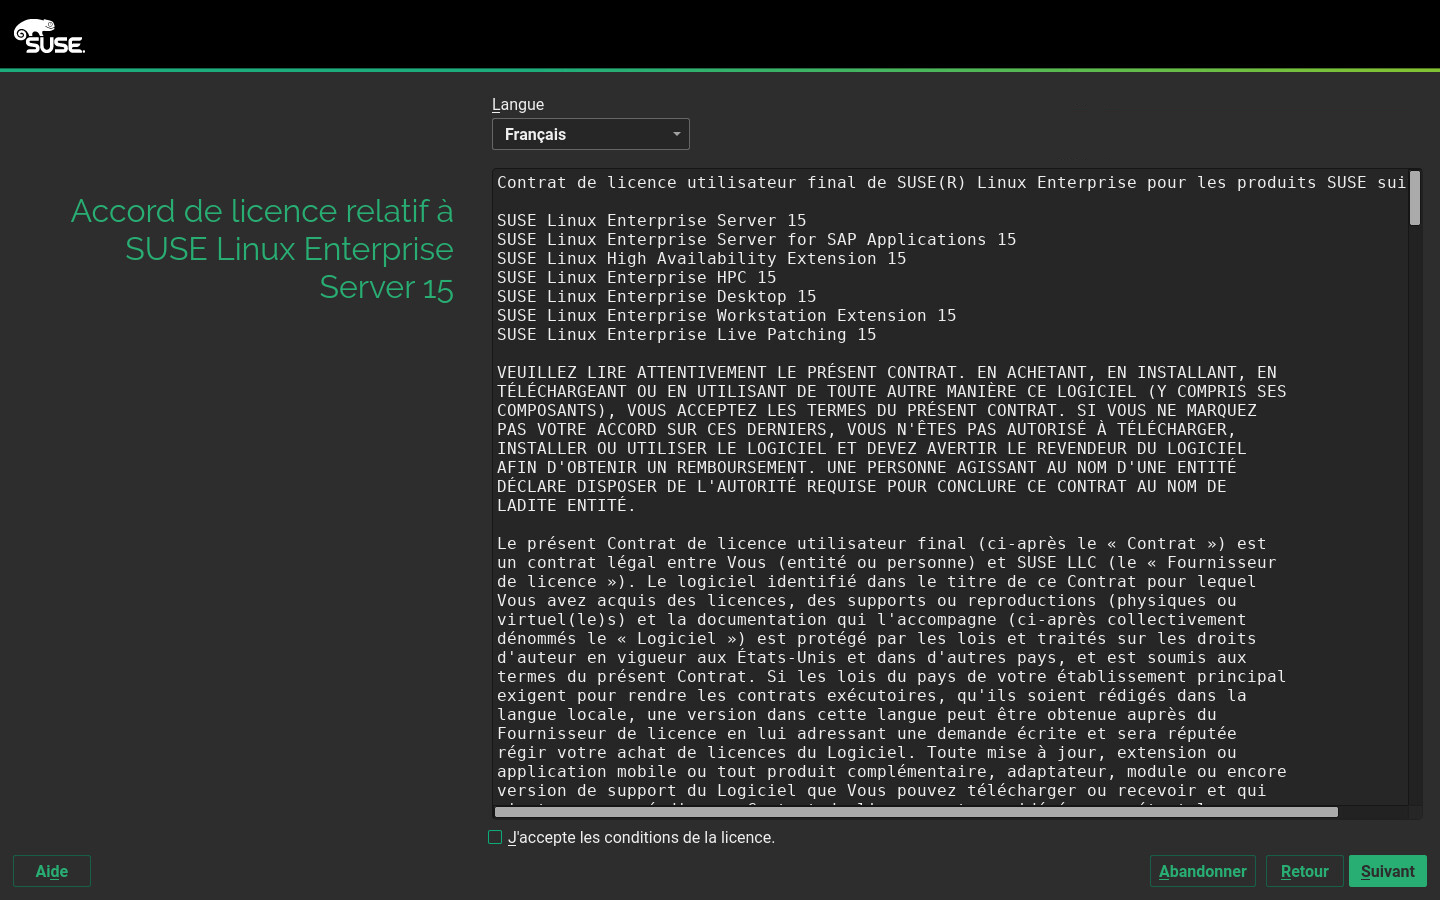 SUSE
Langue
Français
Accord de licence relatif à
SUSE Linux Enterprise
Server 15
Contrat de licence utilisateur final de SUSE(R) Linux Enterprise pour les produits SUSE sui
SUSE Linux Enterprise Server 15
SUSE Linux Enterprise Server for SAP Applications 15
SUSE Linux High Availability Extension 15
SUSE Linux Enterprise HPC 15
SUSE Linux Enterprise Desktop 15
SUSE Linux Enterprise Workstation Extension 15
SUSE Linux Enterprise Live Patching 15
VEUILLEZ LIRE ATTENTIVEMENT LE PRÉSENT CONTRAT. EN ACHETANT, EN INSTALLANT, EN
TÉLÉCHARGEANT OU EN UTILISANT DE TOUTE AUTRE MANIÈRE CE LOGICIEL (Y COMPRIS SES
COMPOSANTS), VOUS ACCEPTEZ LES TERMES DU PRÉSENT CONTRAT. SI VOUS NE MARQUEZ
PAS VOTRE ACCORD SUR CES DERNIERS, VOUS N'ÊTES PAS AUTORISÉ À TÉLÉCHARGER,
INSTALLER OU UTILISER LE LOGICIEL ET DEVEZ AVERTIR LE REVENDEUR DU LOGICIEL
AFIN D'OBTENIR UN REMBOURSEMENT. UNE PERSONNE AGISSANT AU NOM D'UNE ENTITÉ
DÉCLARE DISPOSER DE L'AUTORITÉ REQUISE POUR CONCLURE CE CONTRAT AU NOM DE
LADITE ENTITÉ.
Le présent Contrat de licence utilisateur final (ci-après le « Contrat ») est
un contrat légal entre Vous (entité ou personne) et SUSE LLC (le « Fournisseur
de licence »). Le logiciel identifié dans le titre de ce Contrat pour lequel
Vous avez acquis des licences, des supports ou reproductions (physiques ou
virtuel(le)s) et la documentation qui l'accompagne (ci-après collectivement
dénommés le « Logiciel ») est protégé par les lois et traités sur les droits
d'auteur en vigueur aux États-Unis et dans d'autres pays, et est soumis aux
termes du présent Contrat. Si les lois du pays de votre établissement principal
exigent pour rendre les contrats exécutoires, qu'ils soient rédigés dans la
langue locale, une version dans cette langue peut être obtenue auprès du
Fournisseur de licence en lui adressant une demande écrite et sera réputée
régir votre achat de licences du Logiciel. Toute mise à jour, extension ou
application mobile ou tout produit complémentaire, adaptateur, module ou encore
version de support du Logiciel que Vous pouvez télécharger ou recevoir et qui
J'accepte les conditions de la licence.
Aide
Abandonner
Retour
Suivant